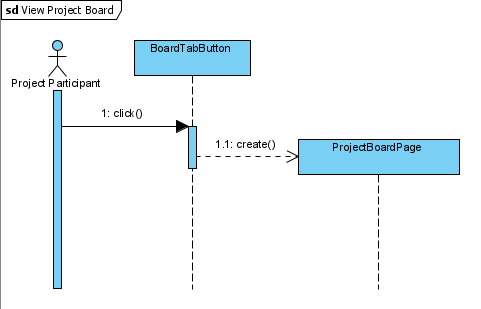 sd View Project Board
BoardTabButton
Project Participant
1: click()
1.1: create()
ProjectBoardPage